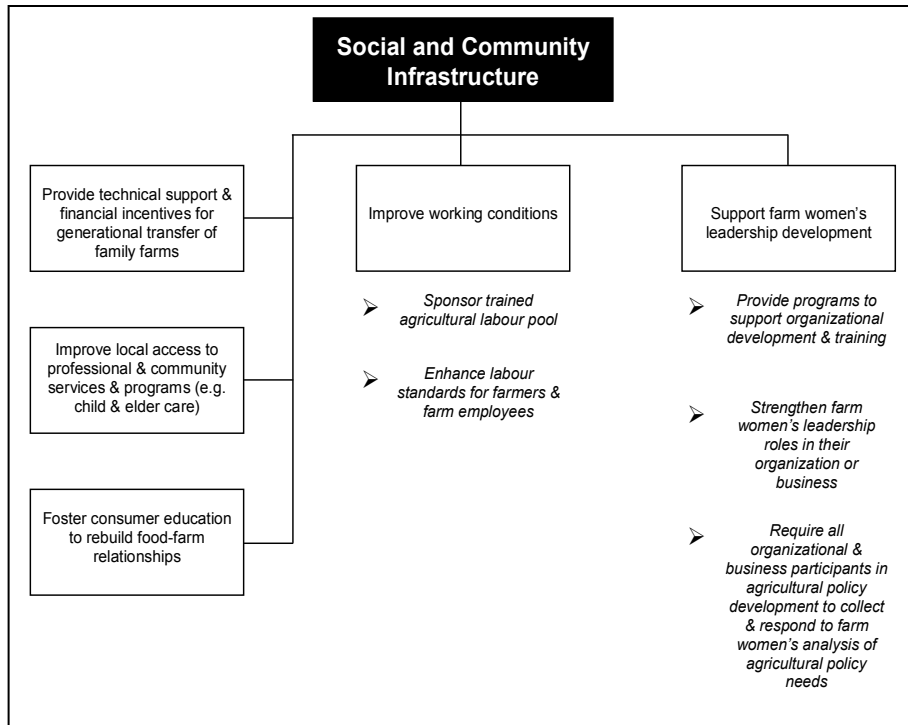 Social and Community
Infrastructure
Provide technical support &
financial incentives for
generational transfer of
family farms
Improve local access to
professional & community
services & programs (e.g.
child & elder care)
Foster consumer education
to rebuild food-farm
relationships
Improve working conditions
➢ Sponsor trained
agricultural labour pool
➢ Enhance labour
standards for farmers &
farm employees
Support farm women’s
leadership development
➢ Provide programs to
support organizational
development & training
➢ Strengthen farm
women’s leadership
roles in their
organization or
business
➢ Require all
organizational &
business participants in
agricultural policy
development to collect
& respond to farm
women’s analysis of
agricultural policy
needs